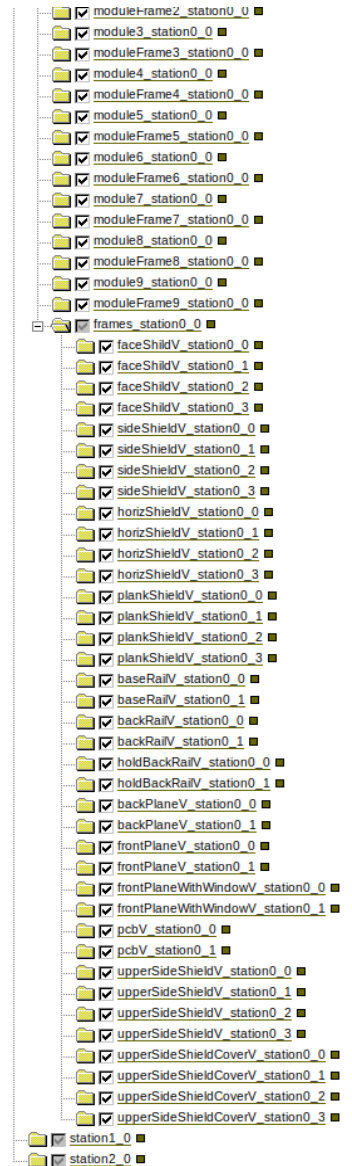 moduleFrame2_station0_0
module3_station0_0
moduleFrame3_station0_0
module4_station0_0
moduleFrame4_station0_0
module5_station0_0
moduleFrame5_station0_0
module6_station0_0
moduleFrame6_station0_0
module7_station0_0
moduleFrame7_station0_0
module8_station0_0
moduleFrame8_station0_0
module9_station0_0
moduleFrame9_station0_0
frames_station0_0
faceShildV_station0_0
faceShildV_station0_1
faceShildV_station0_2
faceShildV_station0_3
sideShieldV_station0_0
sideShieldV_station0_1
sideShieldV_station0_2
sideShieldV_station0_3
horizShieldV_station0_0
horizShieldV_station0_1
horizShieldV_station0_2
horizShieldV_station0_3
plankShieldV_station0_0
plankShieldV_station0_1
plankShieldV_station0_2
plankShieldV_station0_3
baseRailV_station0_0
baseRailV_station0_1
backRailV_station0_0
backRailV_station0_1
holdBackRailV_station0_0
holdBackRailV_station0_1
backPlaneV_station0_0
backPlaneV_station0_1
frontPlaneV_station0_0
frontPlaneV_station0_1
frontPlaneWithWindowV_station0_0
frontPlaneWithWindowV_station0_1
pcbV_station0_0
pcbV_station0_1
upperSideShieldV_station0_0
upperSideShieldV_station0_1
upperSideShieldV_station0_2
upperSideShieldV_station0_3
upperSideShieldCoverV_station0_0
upperSideShieldCoverV_station0_1
upperSideShieldCoverV_station0_2
upperSideShieldCoverV_station0_3
station1_0
station2_0